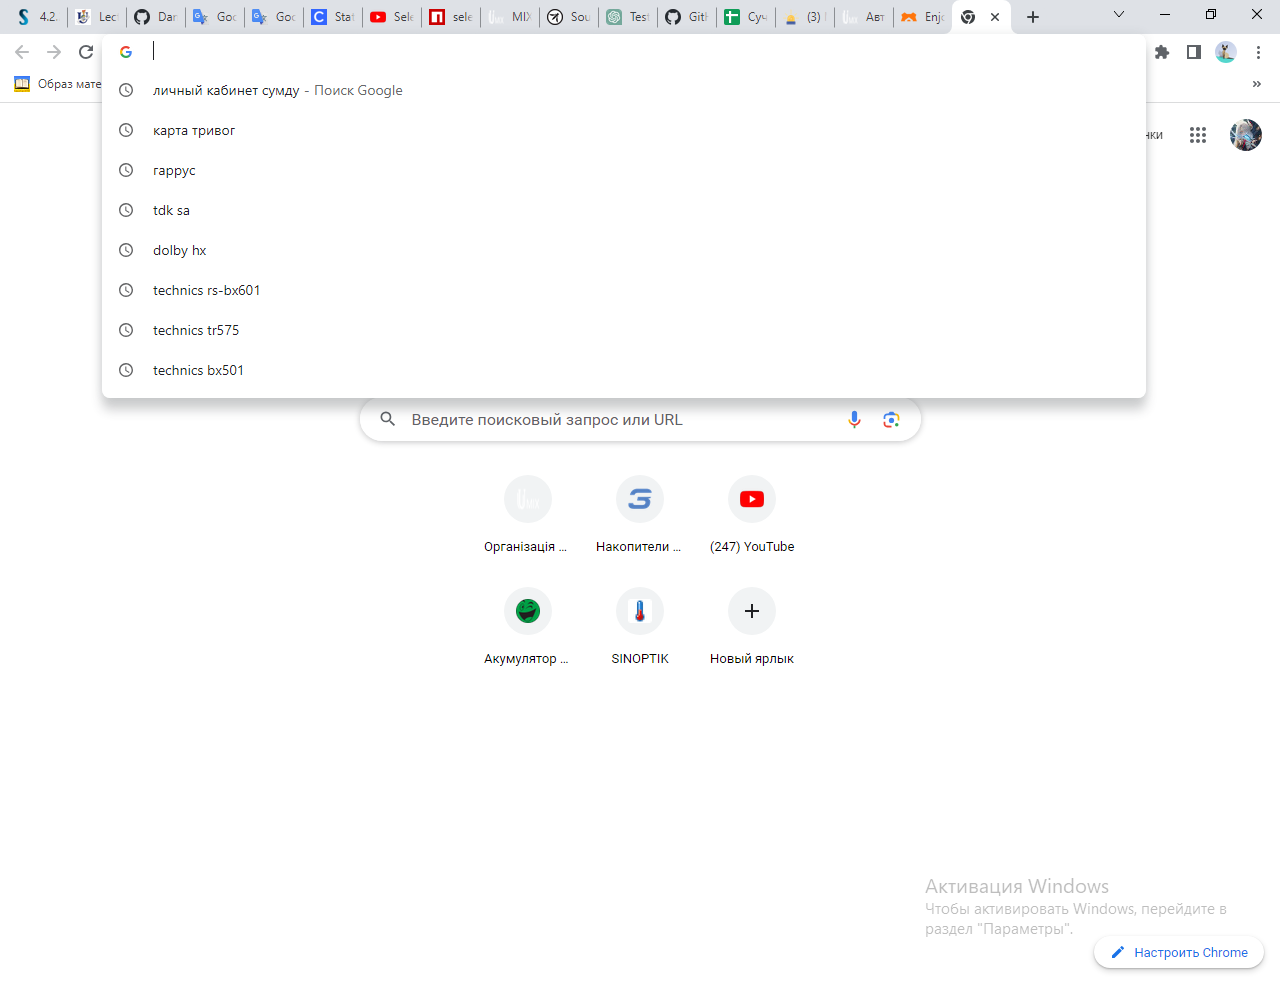 4.2.
Lect
Dar
Goo
Goo
Stat
Sele
sele
MIX
Sou
Test
GitH
Суч
(3)
Авт
Enjo
Образ мате
»
нки
личный кабинет сумду - Поиск Google
карта тривог
гаррус
tdk sa
dolby hx
technics rs-bx601
technics tr575
technics bx501
Введите поисковый запрос или URL
Організація ...
Накопители ...
(247) YouTube
Акумулятор ...
SINOPTIK
Новый ярлык
Активация Windows
Чтобы активировать Windows, перейдите в
раздел "Параметры".
Настроить Chrome